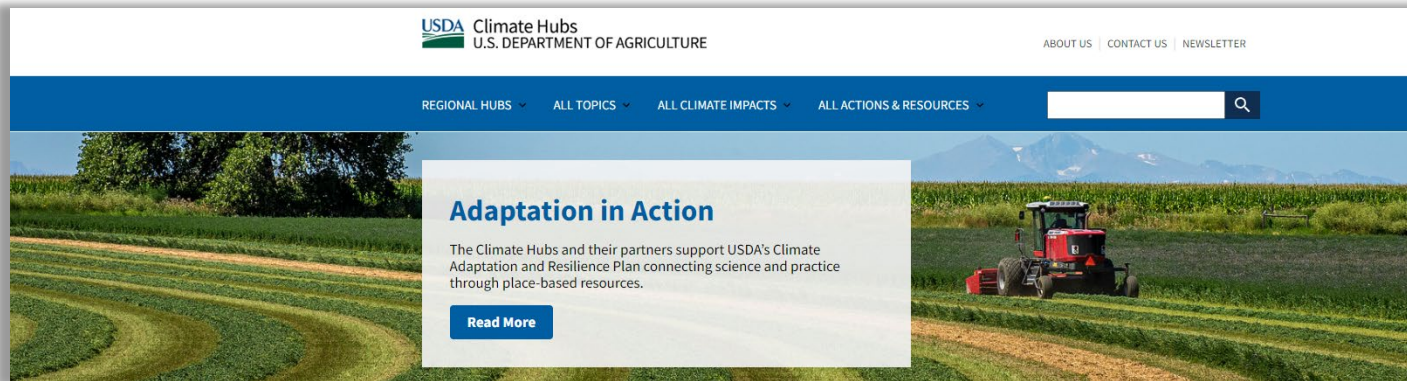 USDA Climate Hubs
U.S. DEPARTMENT OF AGRICULTURE
ABOUT US CONTACT US NEWSLETTER
REGIONAL HUBS ALL TOPICS ALL CLIMATE IMPACTS ALL ACTIONS & RESOURCES
Adaptation in Action
The Climate Hubs and their partners support USDA's Climate
Adaptation and Resilience Plan connecting science and practice
through place-based resources.
Read More